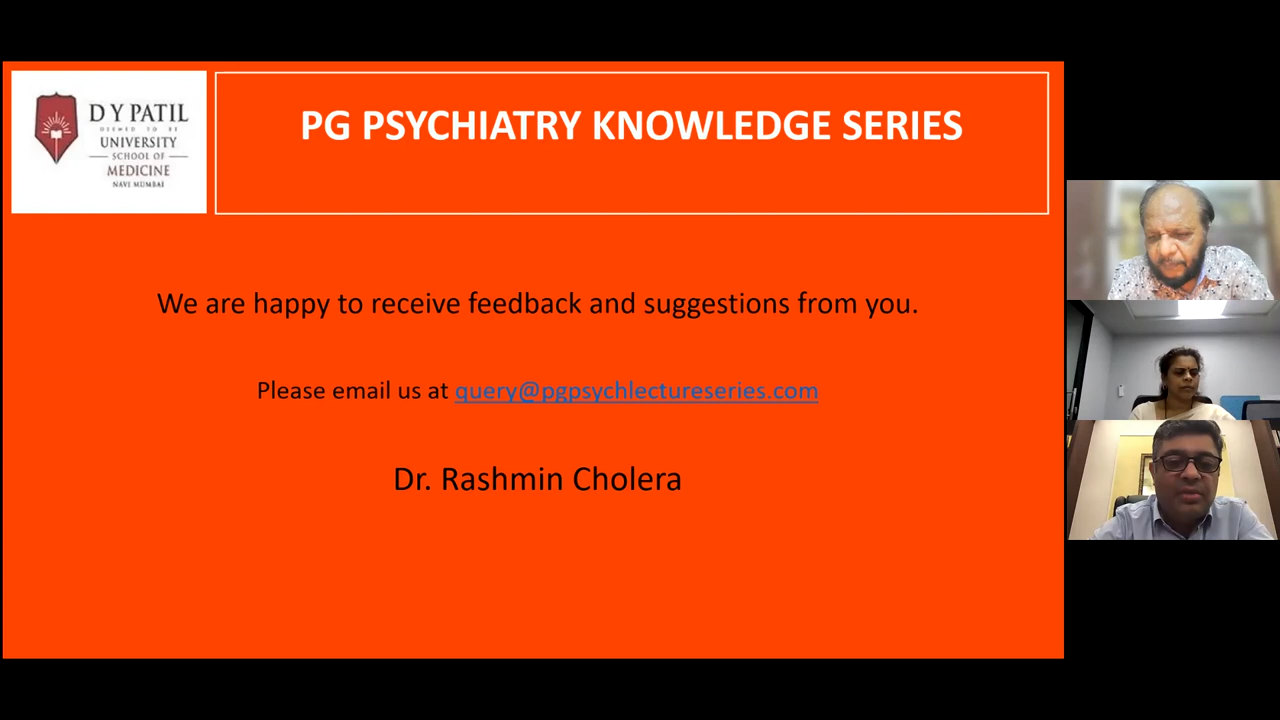 D Y PATIL
DEEMED TO BE
UNIVERSITY
SCHOOL OF
MEDICINE
NAVI MUMBAI
PG PSYCHIATRY KNOWLEDGE SERIES
We are happy to receive feedback and suggestions from you.
Please email us at query@pgpsychlectureseries.com
Dr. Rashmin Cholera